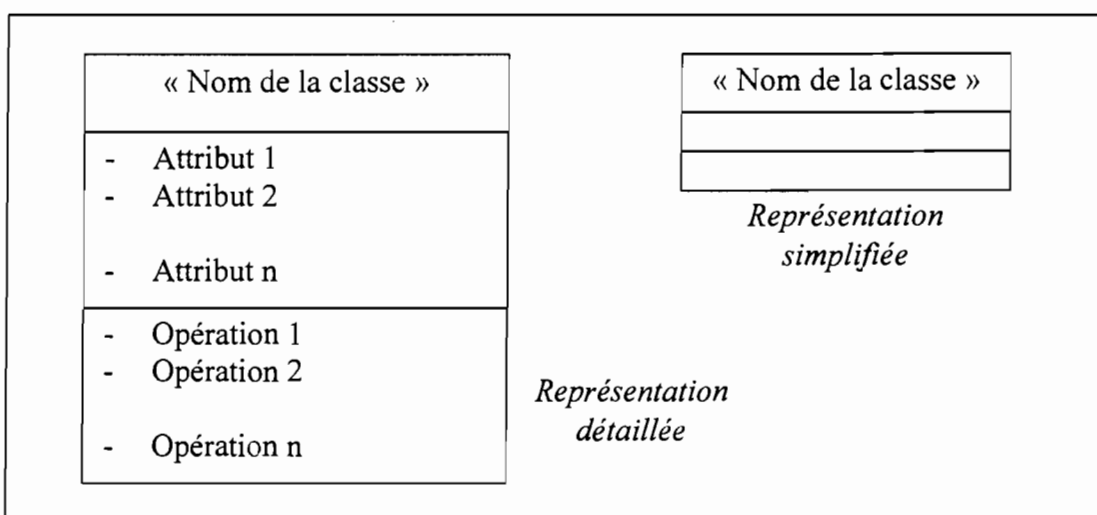 « Nom de la classe »
- Attribut 1
- Attribut 2
- Attribut n
- Opération 1
- Opération 2
- Opération n
Représentation
détaillée
« Nom de la classe »
Représentation
simplifiée